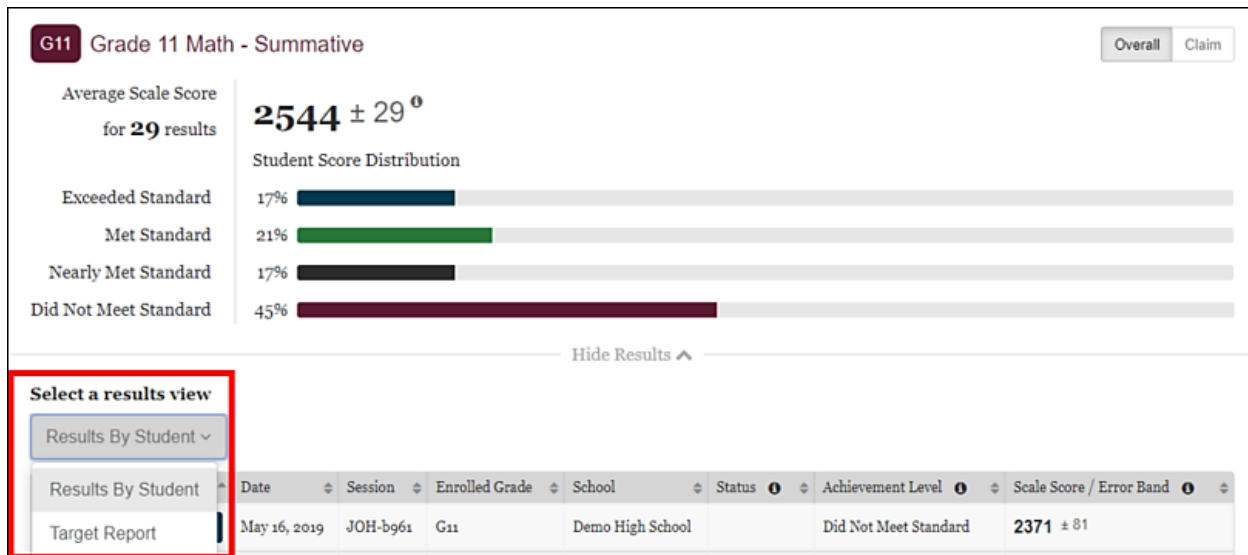 G11 Grade 11 Math - Summative
Overall Claim
Average Scale Score
for 29 results
2544 ± 29
Student Score Distribution
Exceeded Standard 17%
Met Standard 21%
Nearly Met Standard 17%
Did Not Meet Standard 45%
Hide Results
Select a results view
Results By Student
Results By Student
Target Report
Date Session Enrolled Grade School Status Achievement Level Scale Score / Error Band
May 16, 2019 JOH-b961 G11 Demo High School Did Not Meet Standard 2371 ± 81